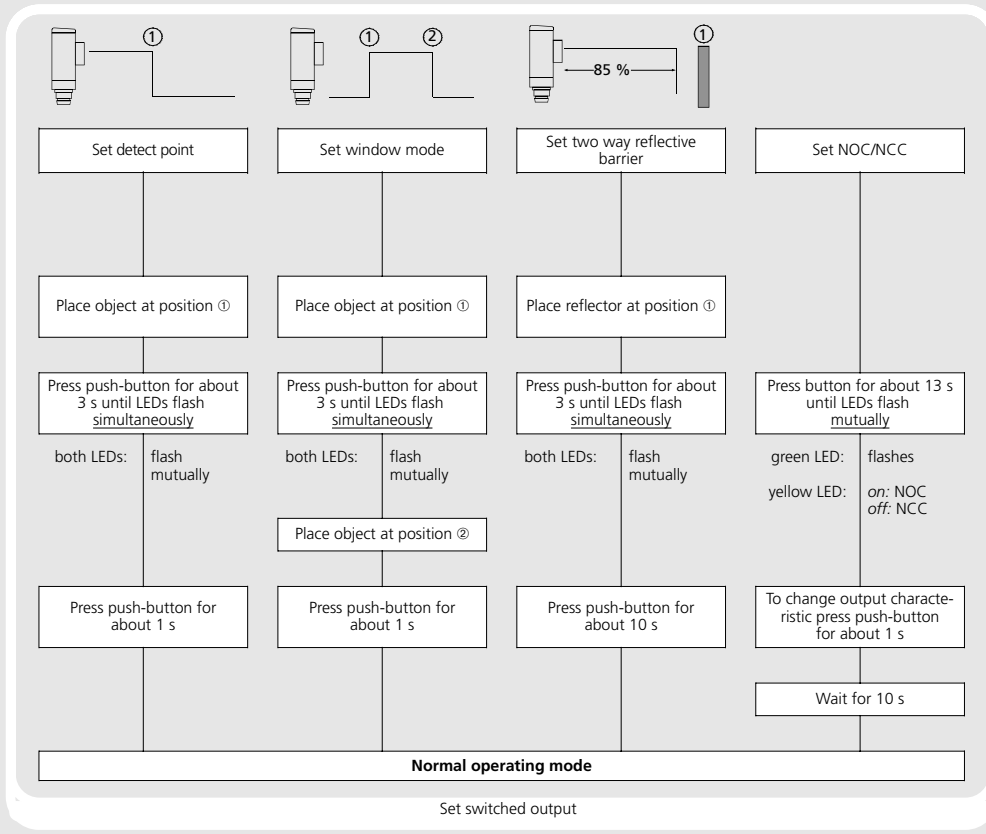 ①
① ②
①
85 %
Set detect point
Set window mode
Set two way reflective
barrier
Set NOC/NCC
Place object at position ①
Place object at position ①
Place reflector at position ①
Press push-button for about
3 s until LEDs flash
simultaneously
Press push-button for about
3 s until LEDs flash
simultaneously
Press push-button for about
3 s until LEDs flash
simultaneously
Press button for about 13 s
until LEDs flash
mutually
both LEDs: flash
mutually
both LEDs: flash
mutually
both LEDs: flash
mutually
green LED: flashes
yellow LED: on: NOC
off: NCC
Place object at position ②
Press push-button for
about 1 s
Press push-button for
about 1 s
Press push-button for
about 10 s
To change output characte-
ristic press push-button
for about 1 s
Wait for 10 s
Normal operating mode
Set switched output